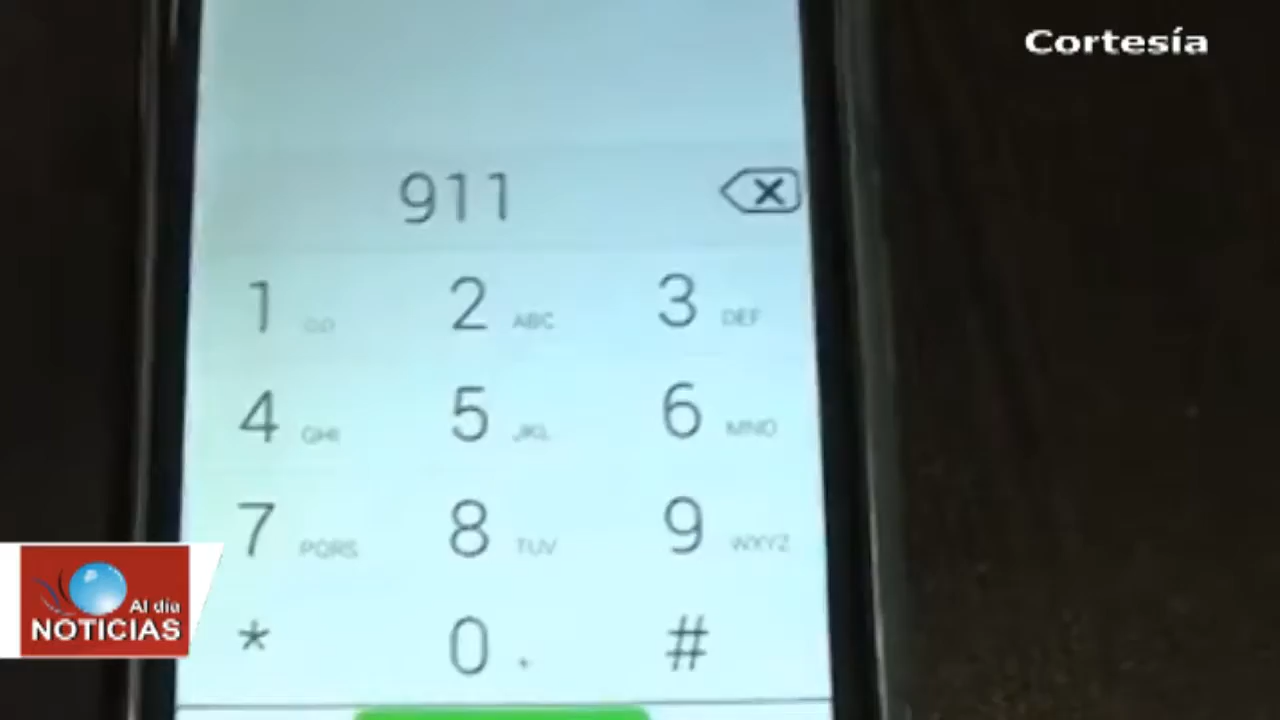 Cortesía
911
1
2 ABC
3 DEF
4 GHI
5 JKL
6 MNO
7 PQRS
8 TUV
9 WXYZ
*
0 +
#
Al día
NOTICIAS